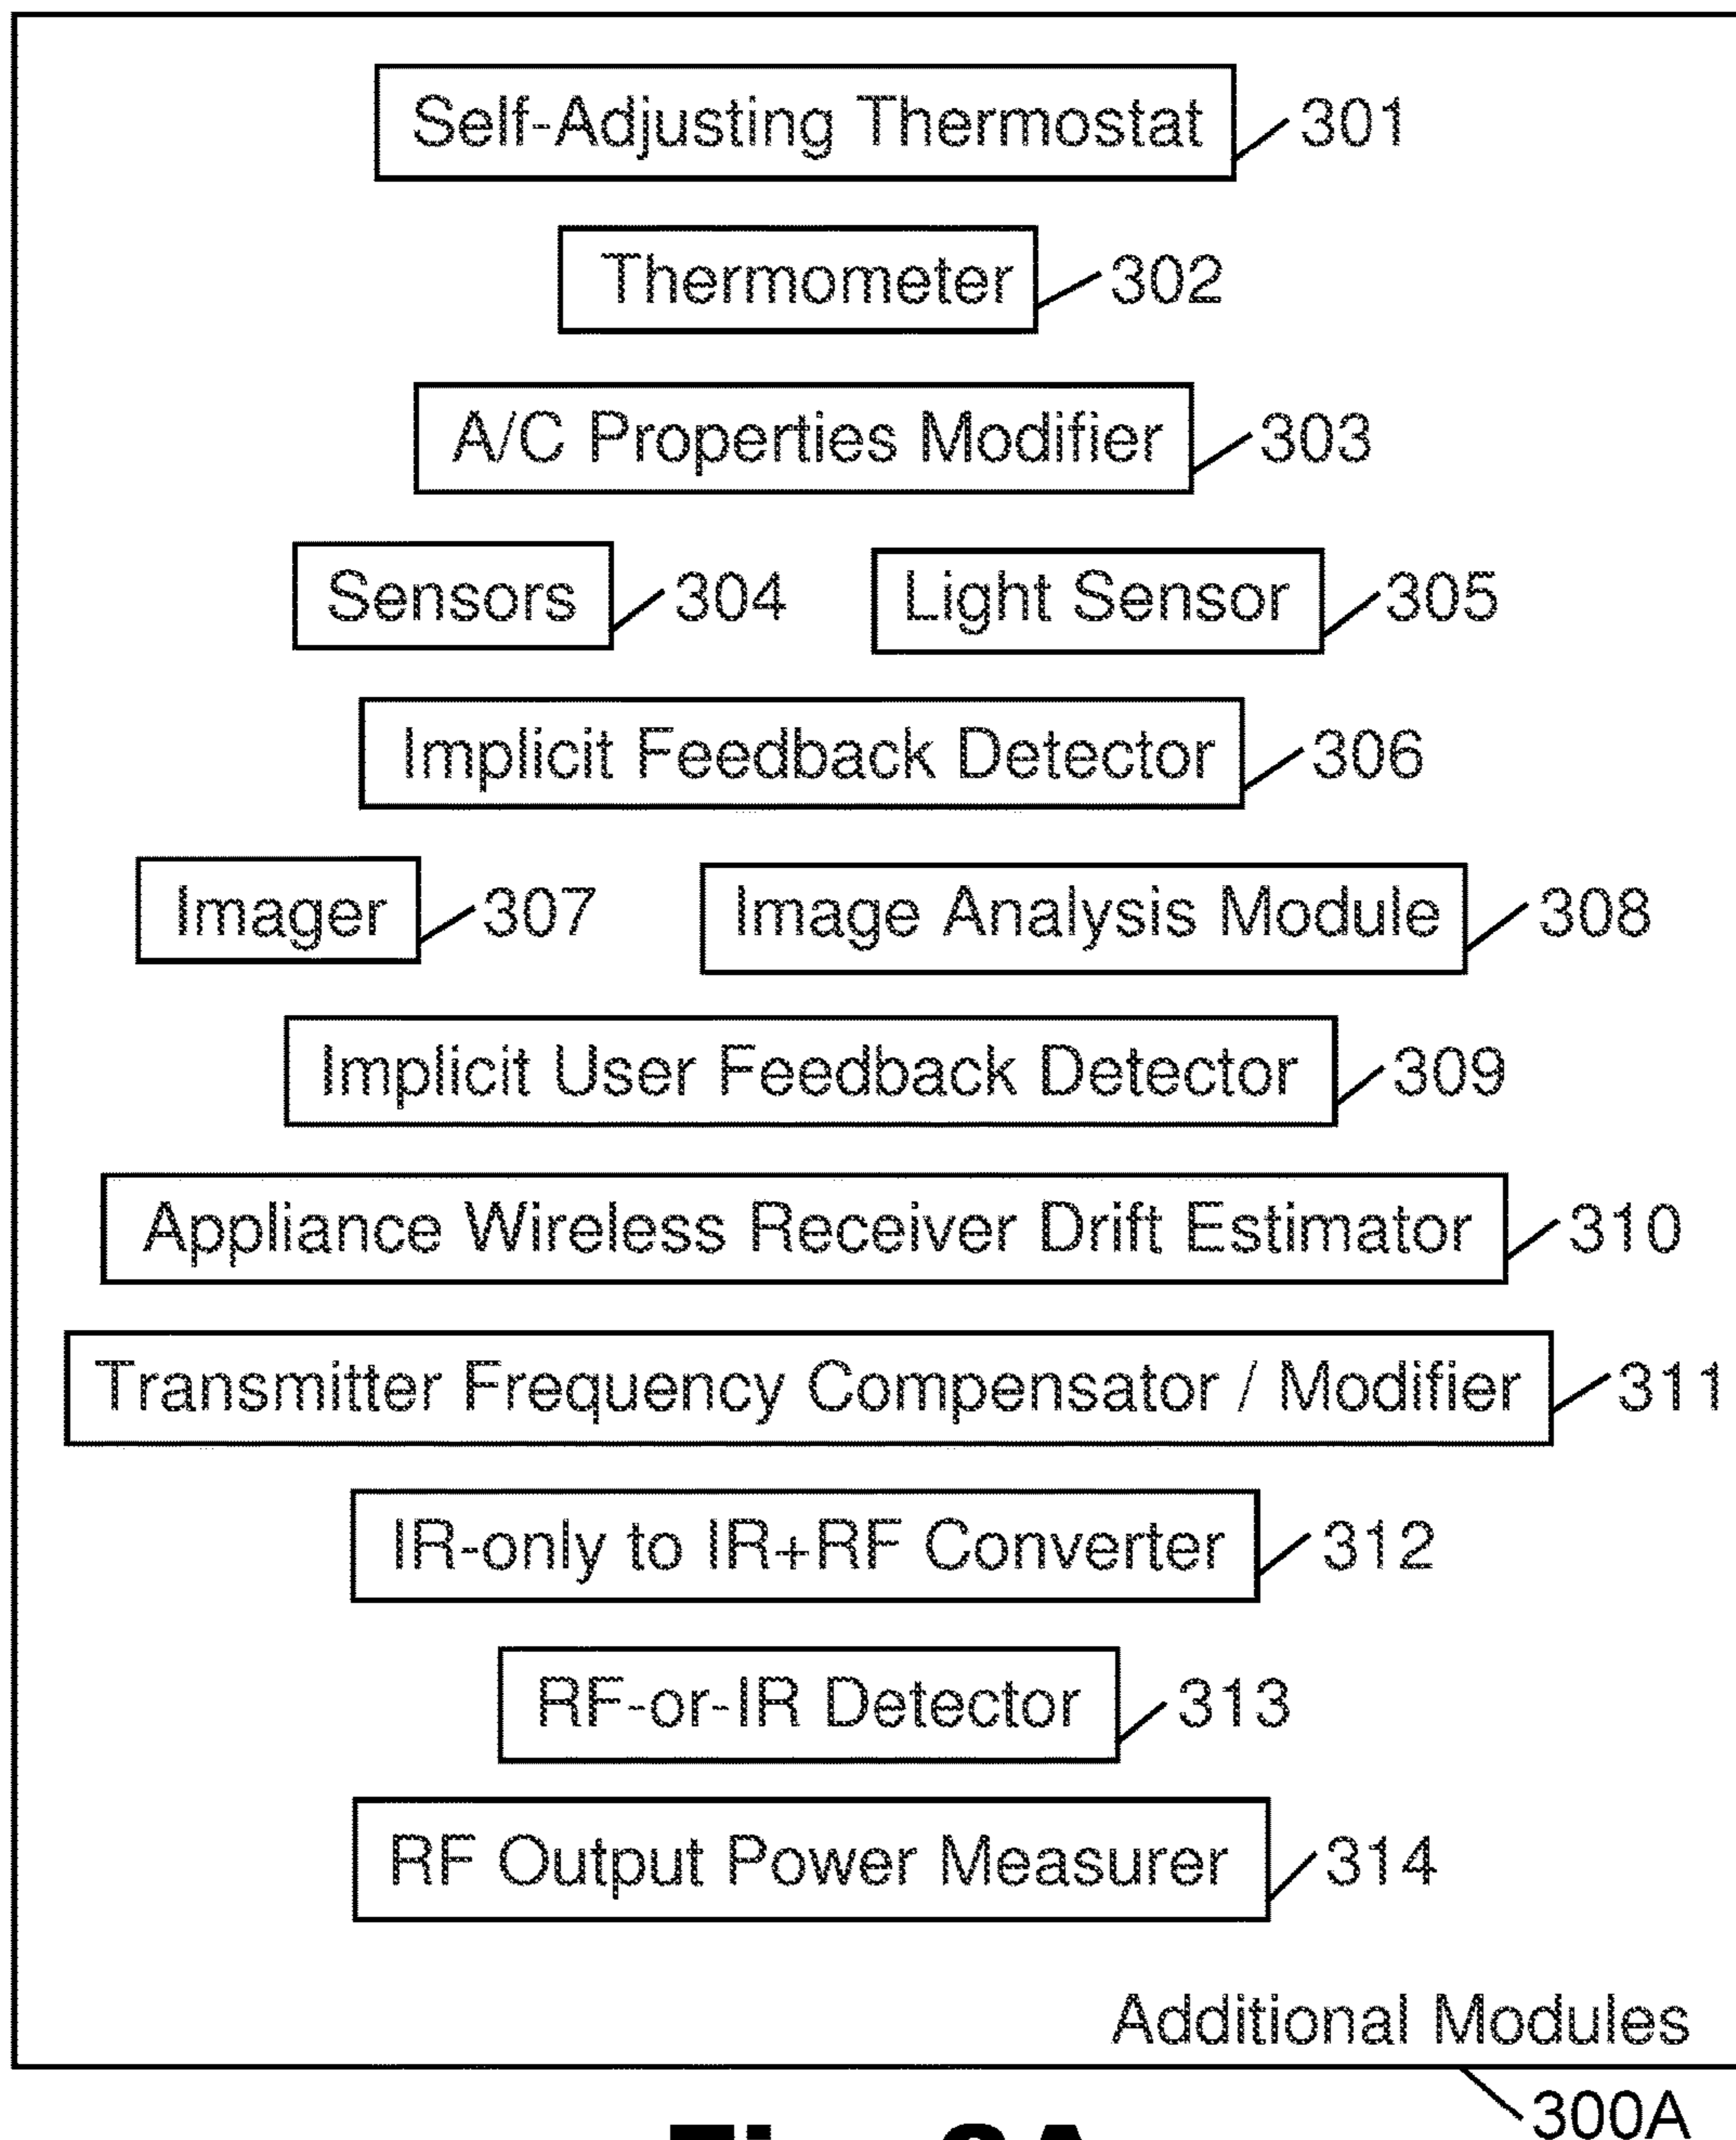 Self-Adjusting Thermostat 301
Thermometer 302
A/C Properties Modifier 303
Sensors 304 Light Sensor 305
Implicit Feedback Detector 306
Imager 307 Image Analysis Module 308
Implicit User Feedback Detector 309
Appliance Wireless Receiver Drift Estimator 310
Transmitter Frequency Compensator / Modifier 311
IR-only to IR+RF Converter 312
RF-or-IR Detector 313
RF Output Power Measurer 314
Additional Modules
300A